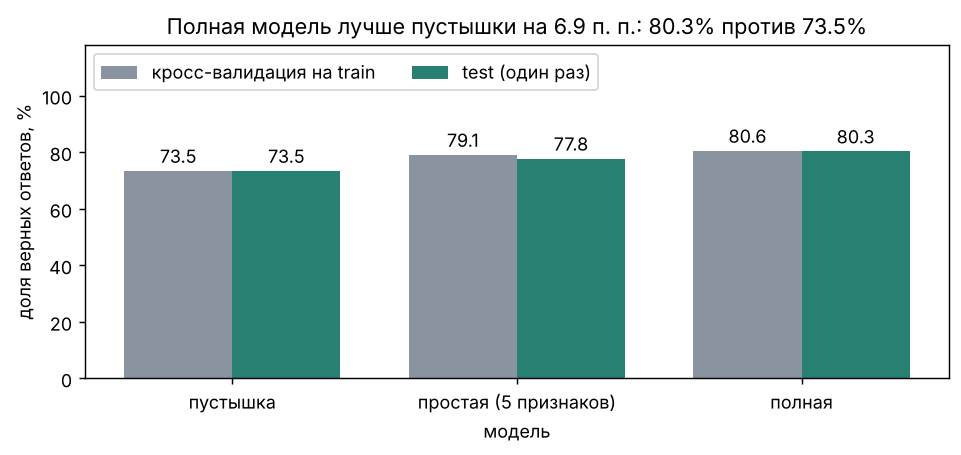 Полная модель лучше пустышки на 6.9 п. п.: 80.3% против 73.5%
кросс-валидация на train
test (один раз)
доля верных ответов, %
100
80
60
40
20
0
73.5
73.5
79.1
77.8
80.6
80.3
пустышка
простая (5 признаков)
полная
модель